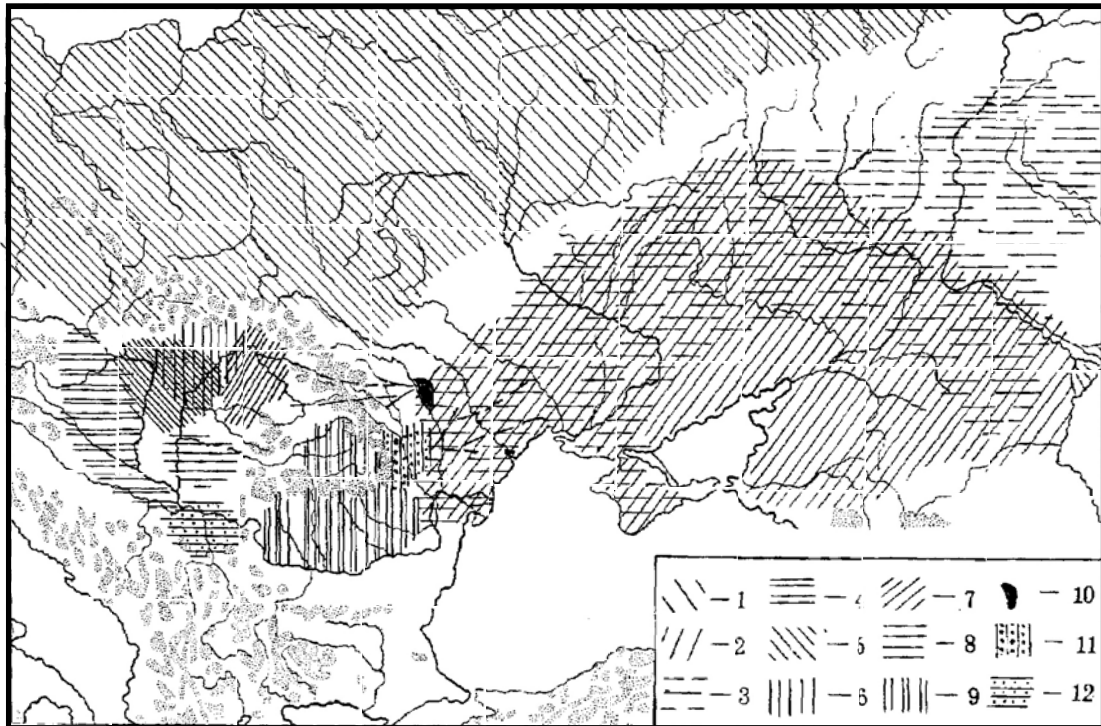 — 1 — 4 — 7 — 10
— 2 — 5 — 8 — 11
— 3 — 6 — 9 — 12